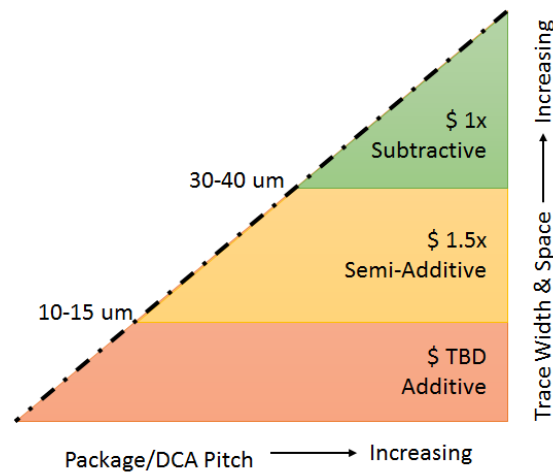 $ 1x
Subtractive
30-40 um
$ 1.5x
Semi-Additive
10-15 um
$ TBD
Additive
Package/DCA Pitch Increasing
Trace Width & Space Increasing